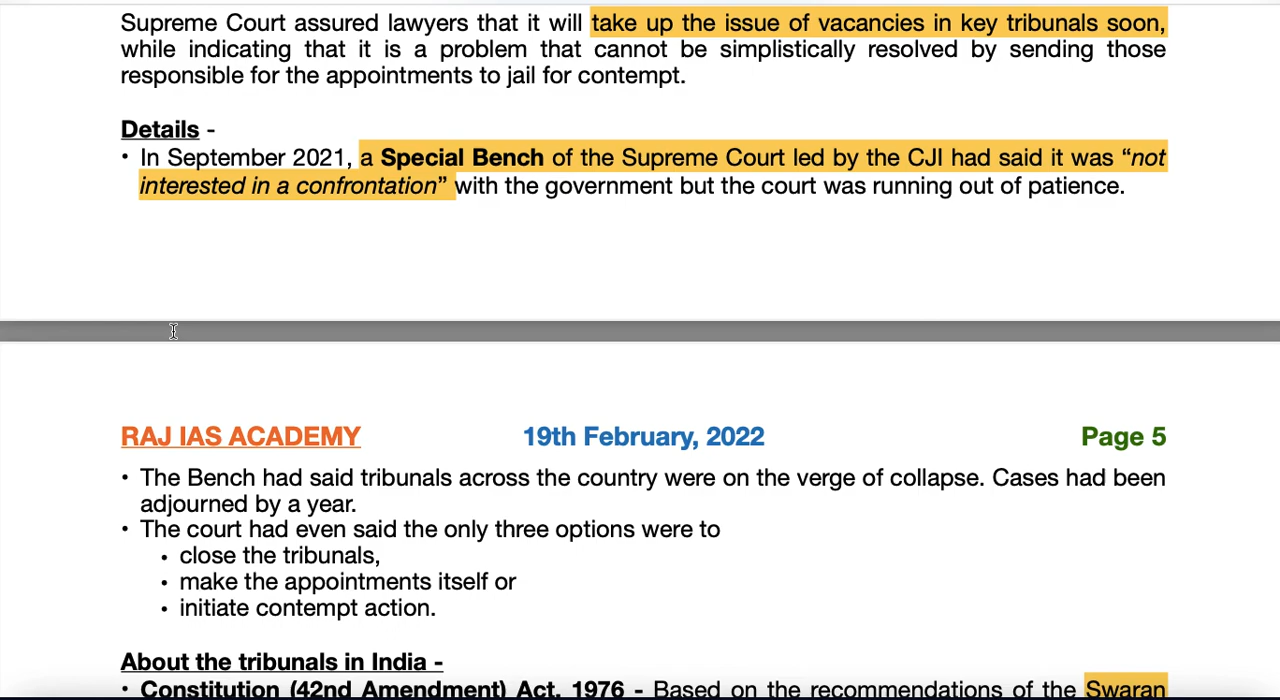 Supreme Court assured lawyers that it will take up the issue of vacancies in key tribunals soon,
while indicating that it is a problem that cannot be simplistically resolved by sending those
responsible for the appointments to jail for contempt.
Details -
• In September 2021, a Special Bench of the Supreme Court led by the CJI had said it was “not
interested in a confrontation” with the government but the court was running out of patience.
RAJ IAS ACADEMY 19th February, 2022 Page 5
• The Bench had said tribunals across the country were on the verge of collapse. Cases had been
adjourned by a year.
• The court had even said the only three options were to
• close the tribunals,
• make the appointments itself or
• initiate contempt action.
About the tribunals in India -
• Constitution (42nd Amendment) Act, 1976 - Based on the recommendations of the Swaran